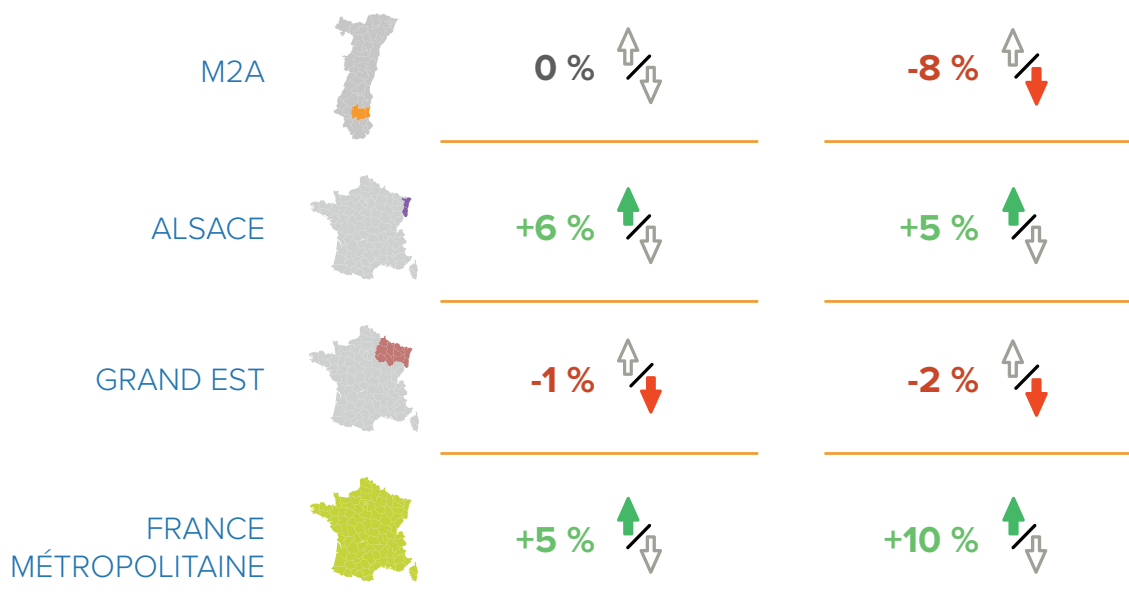 M2A
0 %
-8 %
ALSACE
+6 %
+5 %
GRAND EST
-1 %
-2 %
FRANCE
MÉTROPOLITAINE
+5 %
+10 %